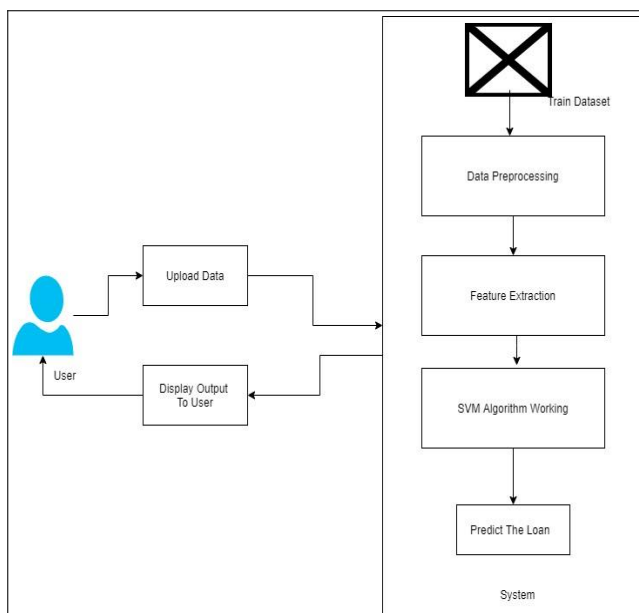 Train Dataset
Data Preprocessing
Upload Data
Feature Extraction
User
Display Output
To User
SVM Algorithm Working
Predict The Loan
System